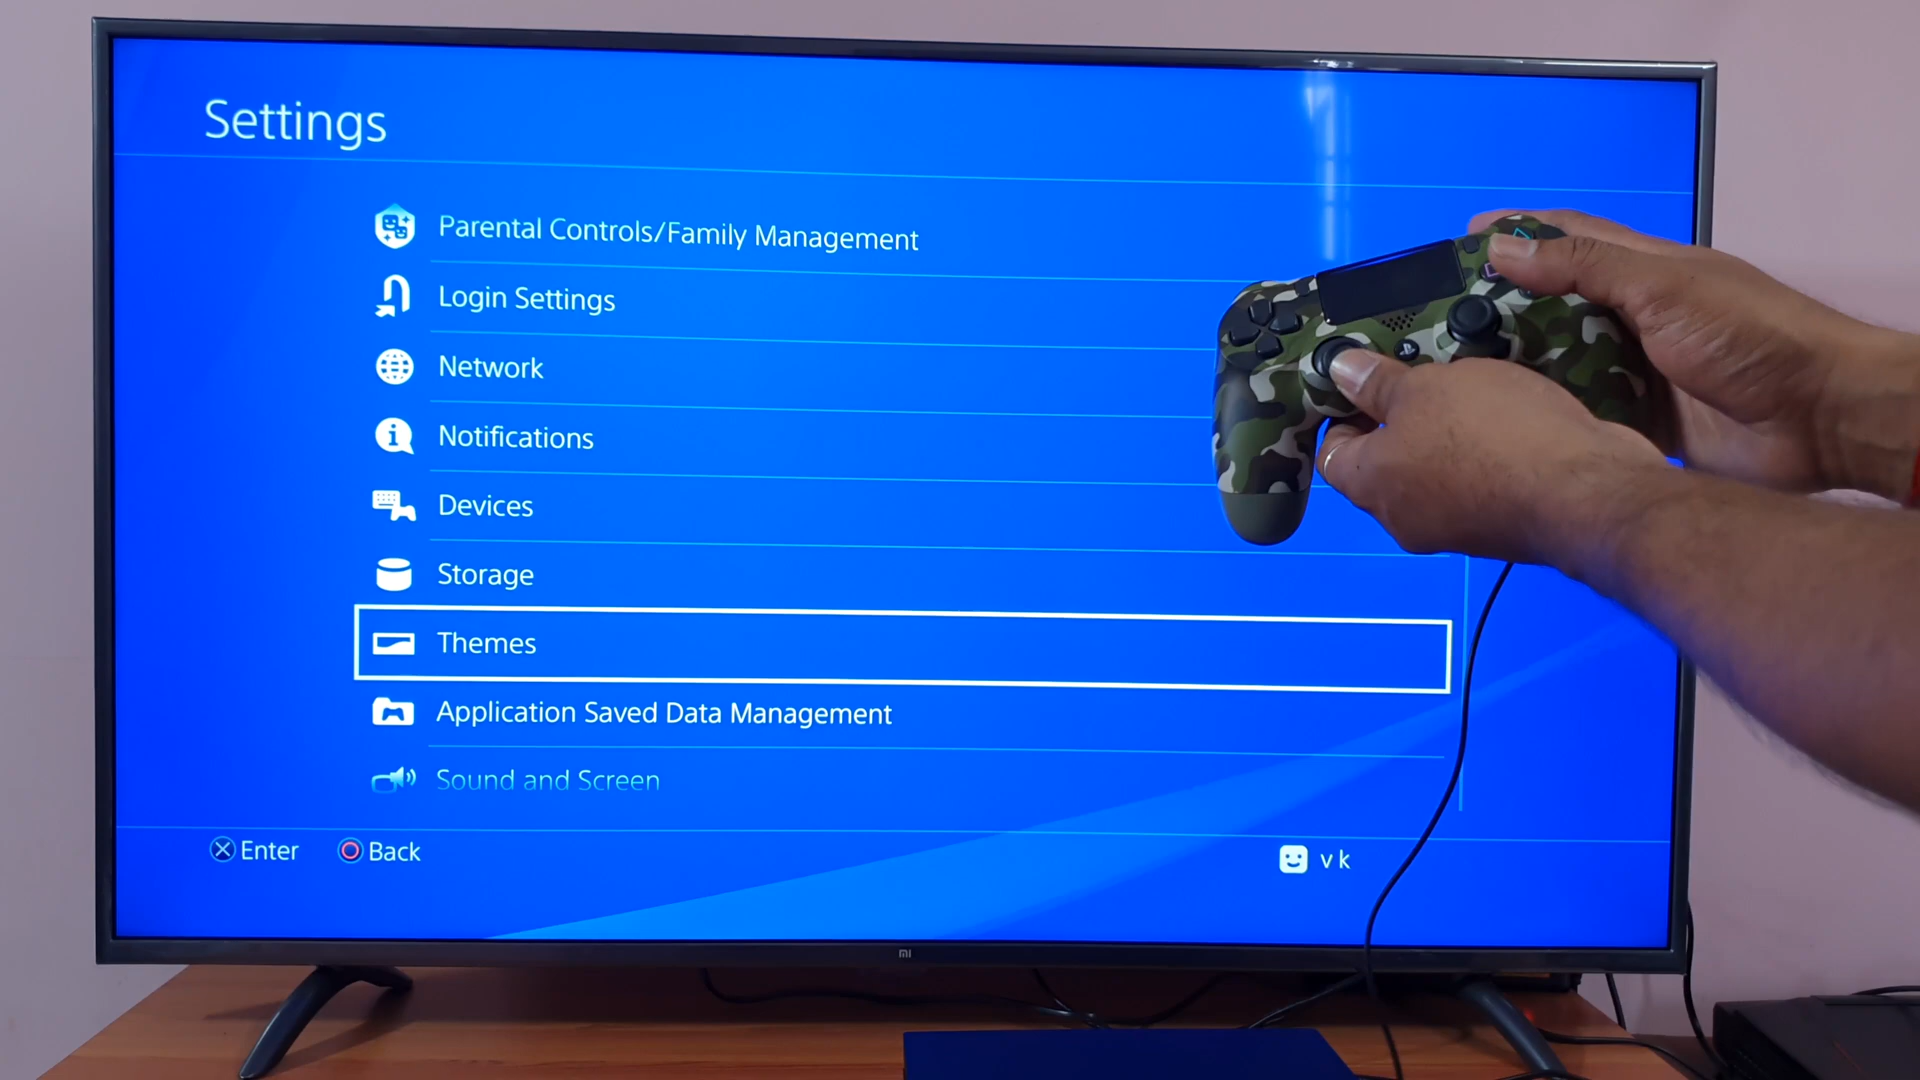 Settings
Parental Controls/Family Management
Login Settings
Network
Notifications
Devices
Storage
Themes
Application Saved Data Management
Sound and Screen
Enter Back
v k
mi